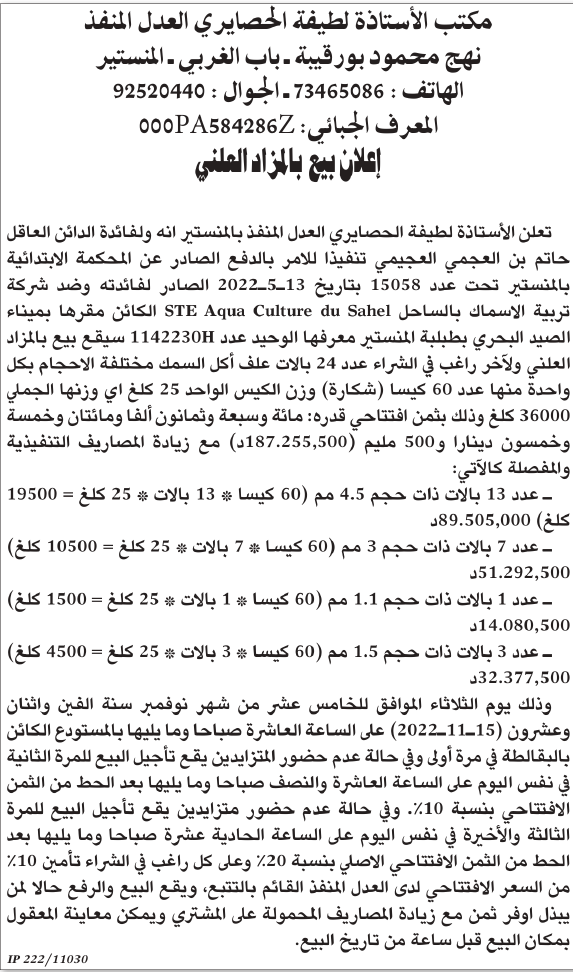 مكتب الأستاذة لطيفة الحصايري العدل المنفذ
نهج محمود بورقيبة ـ باب الغربي ـ المنستير
الهاتف : 73465086 ـ الجوال : 92520440
المعرف الجبائي: 000PA584286Z
إعلان بيع بالمزاد العلني
تعلن الأستاذة لطيفة الحصايري العدل المنفذ بالمنستير انه ولفائدة الدائن العاقل
حاتم بن العجمي العجيمي تنفيذا للامر بالدفع الصادر عن المحكمة الابتدائية
بالمنستير تحت عدد 15058 بتاريخ 13ـ5ـ2022 الصادر لفائدته وضد شركة
تربية الاسماك بالساحل STE Aqua Culture du Sahel الكائن مقرها بميناء
الصيد البحري بطبلبة المنستير معرفها الوحيد عدد 1142230H سيقع بيع بالمزاد
العلني ولآخر راغب في الشراء عدد 24 بالات علف أكل السمك مختلفة الاحجام بكل
واحدة منها عدد 60 كيسا (شكارة) وزن الكيس الواحد 25 كلغ اي وزنها الجملي
36000 كلغ وذلك بثمن افتتاحي قدره: مائة وسبعة وثمانون ألفا ومائتان وخمسة
وخمسون دينارا و500 مليم (187.255,500د) مع زيادة المصاريف التنفيذية
والمفصلة كالآتي:
ـ عدد 13 بالات ذات حجم 4.5 مم (60 كيسا * 13 بالات * 25 كلغ = 19500
كلغ) 89.505,000د
ـ عدد 7 بالات ذات حجم 3 مم (60 كيسا * 7 بالات * 25 كلغ = 10500 كلغ)
51.292,500د
ـ عدد 1 بالات ذات حجم 1.1 مم (60 كيسا * 1 بالات * 25 كلغ = 1500 كلغ)
14.080,500د
ـ عدد 3 بالات ذات حجم 1.5 مم (60 كيسا * 3 بالات * 25 كلغ = 4500 كلغ)
32.377,500د
وذلك يوم الثلاثاء الموافق للخامس عشر من شهر نوفمبر سنة الفين واثنان
وعشرون (15ـ11ـ2022) على الساعة العاشرة صباحا وما يليها بالمستودع الكائن
بالبقالطة في مرة أولى وفي حالة عدم حضور المتزايدين يقع تأجيل البيع للمرة الثانية
في نفس اليوم على الساعة العاشرة والنصف صباحا وما يليها بعد الحط من الثمن
الافتتاحي بنسبة 10٪. وفي حالة عدم حضور متزايدين يقع تأجيل البيع للمرة
الثالثة والأخيرة في نفس اليوم على الساعة الحادية عشرة صباحا وما يليها بعد
الحط من الثمن الافتتاحي الاصلي بنسبة 20٪ وعلى كل راغب في الشراء تأمين 10٪
من السعر الافتتاحي لدى العدل المنفذ القائم بالتتبع، ويقع البيع والرفع حالا لمن
يبذل اوفر ثمن مع زيادة المصاريف المحمولة على المشتري ويمكن معاينة المعقول
بمكان البيع قبل ساعة من تاريخ البيع.
IP 222/11030